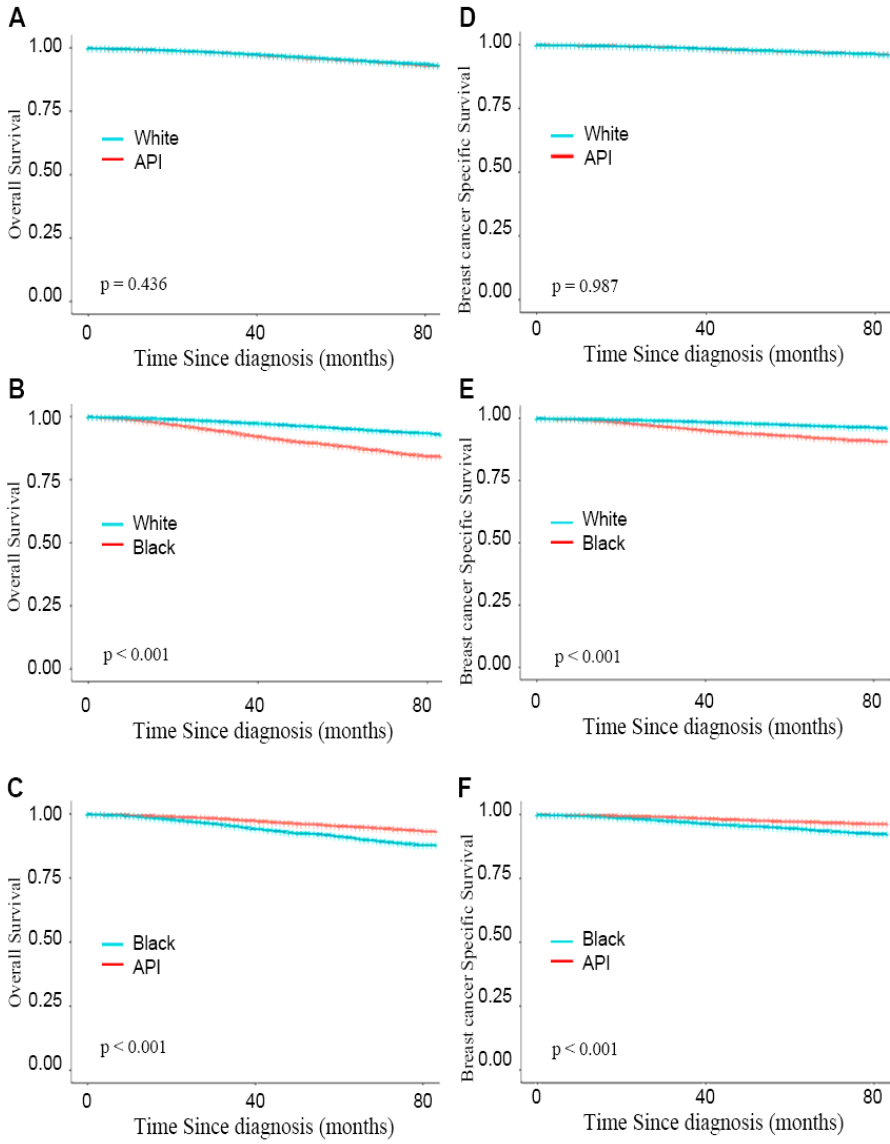 A
Overall Survival
1.00
0.75
0.50
0.25
0.00
White
API
p = 0.436
0
40
80
Time Since diagnosis (months)
D
Breast cancer Specific Survival
1.00
0.75
0.50
0.25
0.00
White
API
p = 0.987
0
40
80
Time Since diagnosis (months)
B
Overall Survival
1.00
0.75
0.50
0.25
0.00
White
Black
p < 0.001
0
40
80
Time Since diagnosis (months)
E
Breast cancer Specific Survival
1.00
0.75
0.50
0.25
0.00
White
Black
p < 0.001
0
40
80
Time Since diagnosis (months)
C
Overall Survival
1.00
0.75
0.50
0.25
0.00
Black
API
p < 0.001
0
40
80
Time Since diagnosis (months)
F
Breast cancer Specific Survival
1.00
0.75
0.50
0.25
0.00
Black
API
p < 0.001
0
40
80
Time Since diagnosis (months)